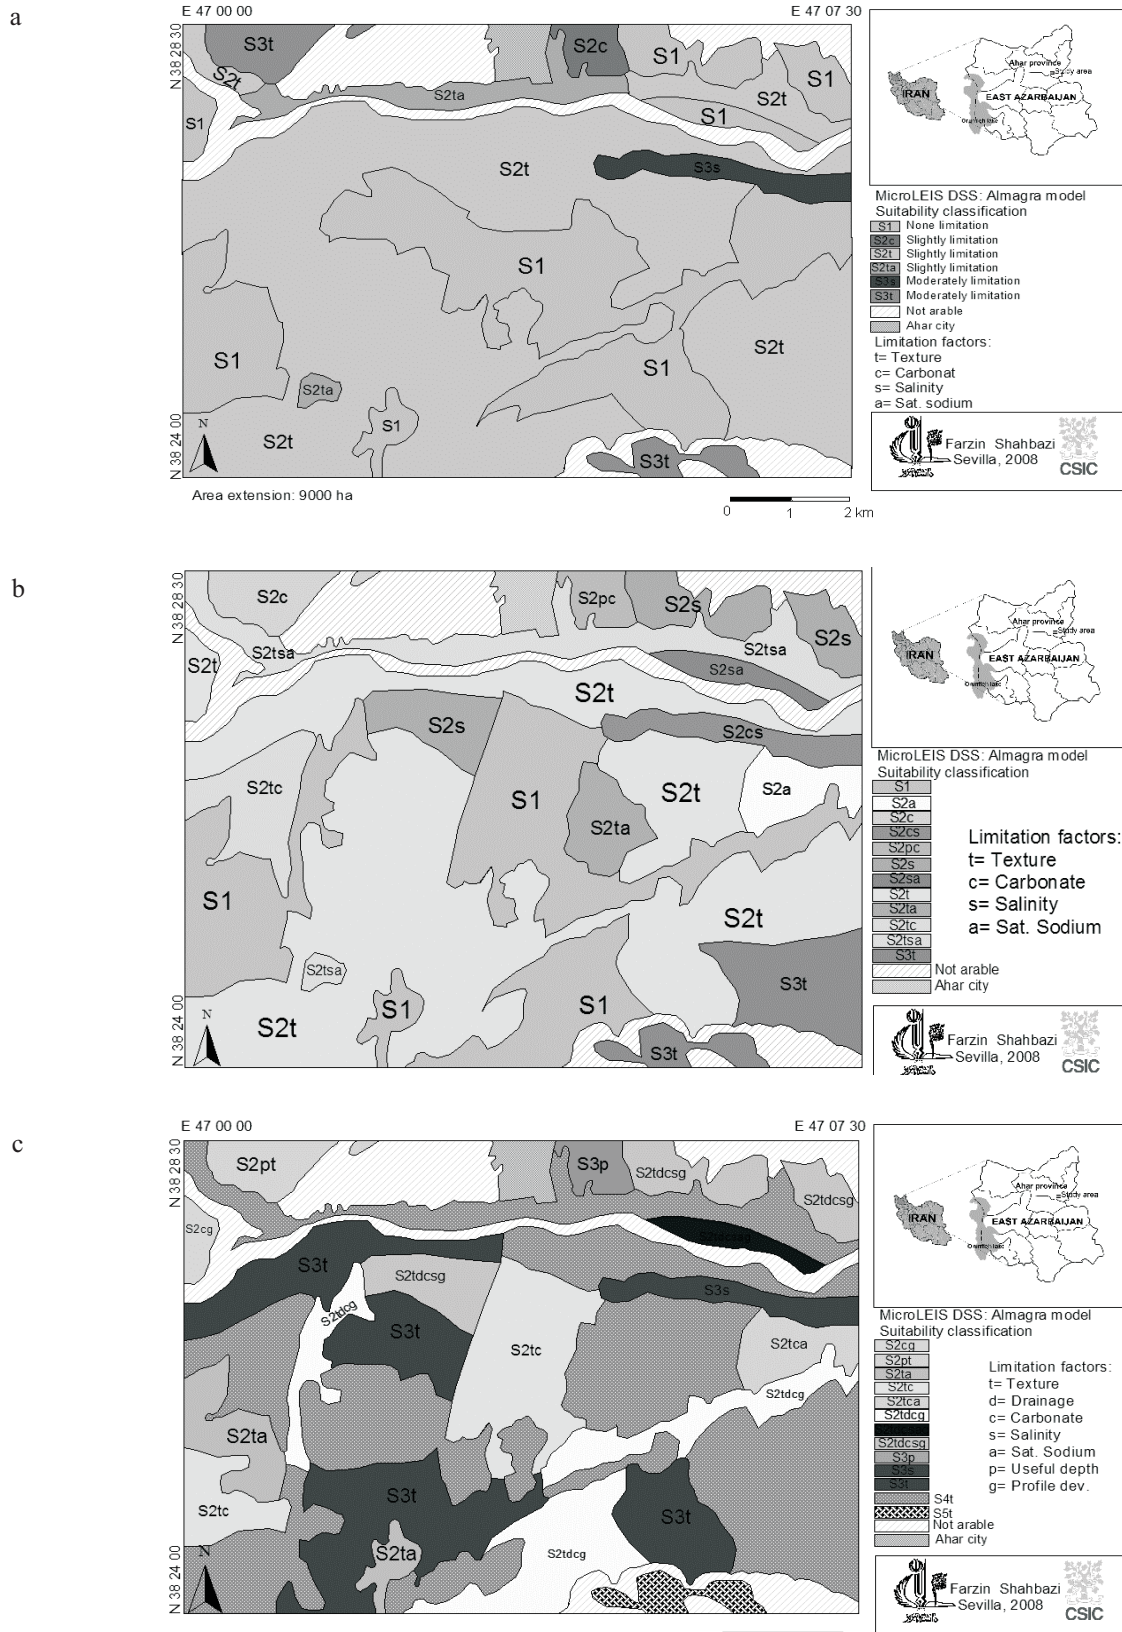 a
E 47 00 00
E 47 07 30
N 38 28 30
N 38 24 00
S3t
S2c
S1
S1
S2t
S2t
S2ta
S1
S1
S2t
S3s
S1
S1
S2t
S1
S2ta
S1
S2t
S3t
N
Area extension: 9000 ha
0 1 2 km
Ahar province
Study area
IRAN
EAST AZARBAIJAN
MicroLEIS DSS: Almagra model
Suitability classification
S1 None limitation
S2c Slightly limitation
S2t Slightly limitation
S2ta Slightly limitation
S3s Moderately limitation
S3t Moderately limitation
Not arable
Ahar city
Limitation factors:
t= Texture
c= Carbonat
s= Salinity
a= Sat. sodium
Farzin Shahbazi
Sevilla, 2008
CSIC
b
N 38 28 30
N 38 24 00
S2c
S2pc
S2s
S2s
S2t
S2tsa
S2tsa
S2sa
S2t
S2s
S2cs
S2tc
S1
S2t
S2a
S2ta
S1
S2t
S2tsa
S3t
S1
S1
S2t
S3t
N
Ahar province
Study area
IRAN
EAST AZARBAIJAN
MicroLEIS DSS: Almagra model
Suitability classification
S1
S2a
S2c
S2cs
S2pc
S2s
S2sa
S2t
S2ta
S2tc
S2tsa
S3t
Not arable
Ahar city
Limitation factors:
t= Texture
c= Carbonate
s= Salinity
a= Sat. Sodium
Farzin Shahbazi
Sevilla, 2008
CSIC
c
E 47 00 00
E 47 07 30
N 38 28 30
N 38 24 00
S2pt
S3p
S2tdcsg
S2tdcsg
S2cg
S3t
S2tdcsg
S3s
S2tdcg
S3t
S2tc
S2tca
S2tdcg
S2ta
S3t
S2tc
S3t
S2ta
S2tdcg
N
Ahar province
Study area
IRAN
EAST AZARBAIJAN
MicroLEIS DSS: Almagra model
Suitability classification
S2cg
S2pt
S2ta
S2tc
S2tca
S2tdcg
S2tdcsg
S3p
S3s
S3t
S4t
S5t
Not arable
Ahar city
Limitation factors:
t= Texture
d= Drainage
c= Carbonate
s= Salinity
a= Sat. Sodium
p= Useful depth
g= Profile dev.
Farzin Shahbazi
Sevilla, 2008
CSIC